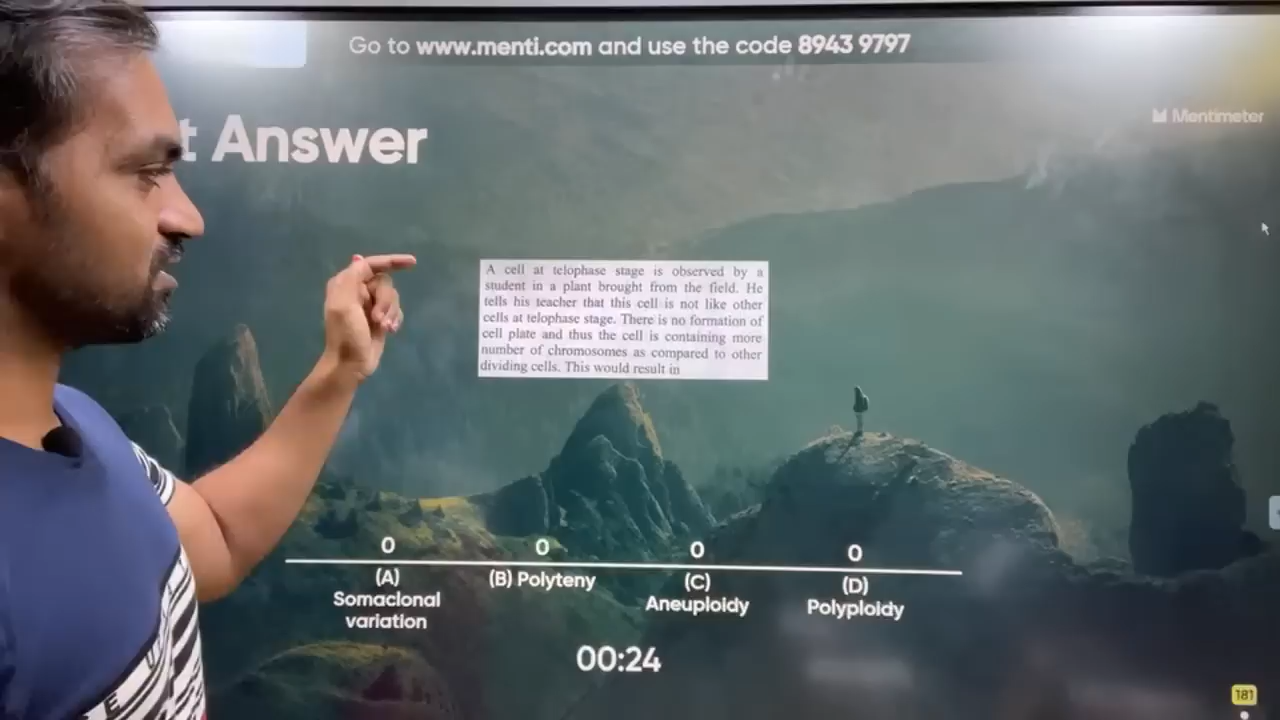 Go to www.menti.com and use the code 8943 9797
Mentimeter
t Answer
A cell at telophase stage is observed by a
student in a plant brought from the field. He
tells his teacher that this cell is not like other
cells at telophase stage. There is no formation of
cell plate and thus the cell is containing more
number of chromosomes as compared to other
dividing cells. This would result in
0
0
0
0
(A)
Somaclonal
variation
(B) Polyteny
(C)
Aneuploidy
(D)
Polyploidy
00:24
181